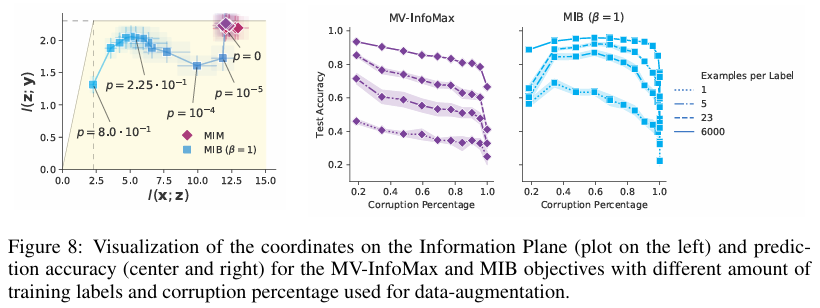 I(z; y)
2.0
1.5
1.0
0.5
0.0
0.0 2.5 5.0 7.5 10.0 12.5 15.0
I(x; z)
p = 0
p = 2.25 · 10⁻¹
p = 10⁻⁵
p = 10⁻⁴
p = 8.0 · 10⁻¹
MIM
MIB (β = 1)
MV-InfoMax
Test Accuracy
1.0
0.8
0.6
0.4
0.2
0.2 0.4 0.6 0.8 1.0
Corruption Percentage
MIB (β = 1)
0.2 0.4 0.6 0.8 1.0
Corruption Percentage
Examples per Label
1
5
23
6000
Figure 8: Visualization of the coordinates on the Information Plane (plot on the left) and predic-
tion accuracy (center and right) for the MV-InfoMax and MIB objectives with different amount of
training labels and corruption percentage used for data-augmentation.